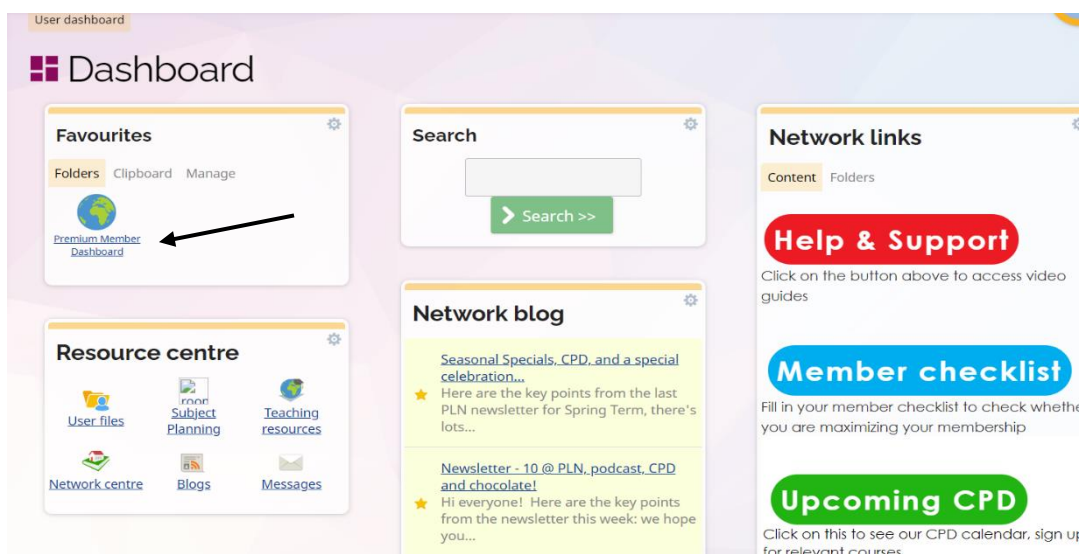 User dashboard
Dashboard
Favourites
Folders Clipboard Manage
Premium Member
Dashboard
Resource centre
User files
room
Subject
Planning
Teaching
resources
Network centre
Blogs
Messages
Search
Search >>
Network blog
Seasonal Specials, CPD, and a special
celebration...
Here are the key points from the last
PLN newsletter for Spring Term, there's
lots...
Newsletter - 10 @ PLN, podcast, CPD
and chocolate!
Hi everyone! Here are the key points
from the newsletter this week: we hope
you...
Network links
Content Folders
Help & Support
Click on the button above to access video
guides
Member checklist
Fill in your member checklist to check whethe
you are maximizing your membership
Upcoming CPD
Click on this to see our CPD calendar, sign up
for relevant courses